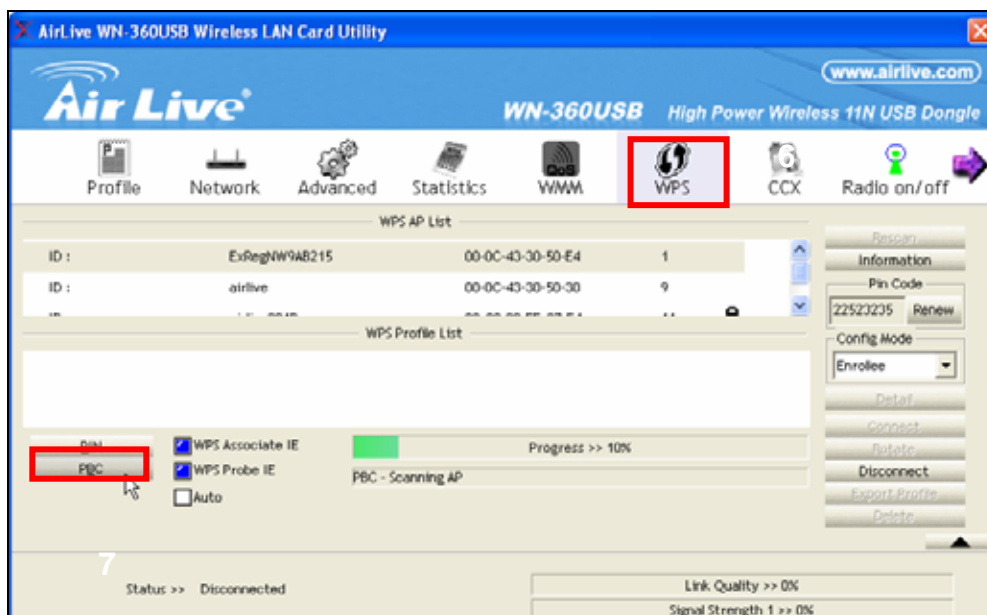 AirLive WN-360USB Wireless LAN Card Utility
www.airlive.com
Air Live®
WN-360USB High Power Wireless 11N USB Dongle
Profile Network Advanced Statistics WMM WPS CCX Radio on/off
P QoS 6
WPS AP List
ID : ExRegNW9AB215 00-0C-43-30-50-E4 1
ID : airlive 00-0C-43-30-50-30 9
WPS Profile List
Rescan
Information
Pin Code
22523235 Renew
Config Mode
Enrollee
Detail
Connect
Rotate
Disconnect
Export Profile
Delete
PIN
PBC
WPS Associate IE
WPS Probe IE
Auto
Progress >> 10%
PBC - Scanning AP
7
Status >> Disconnected
Link Quality >> 0%
Signal Strength 1 >> 0%